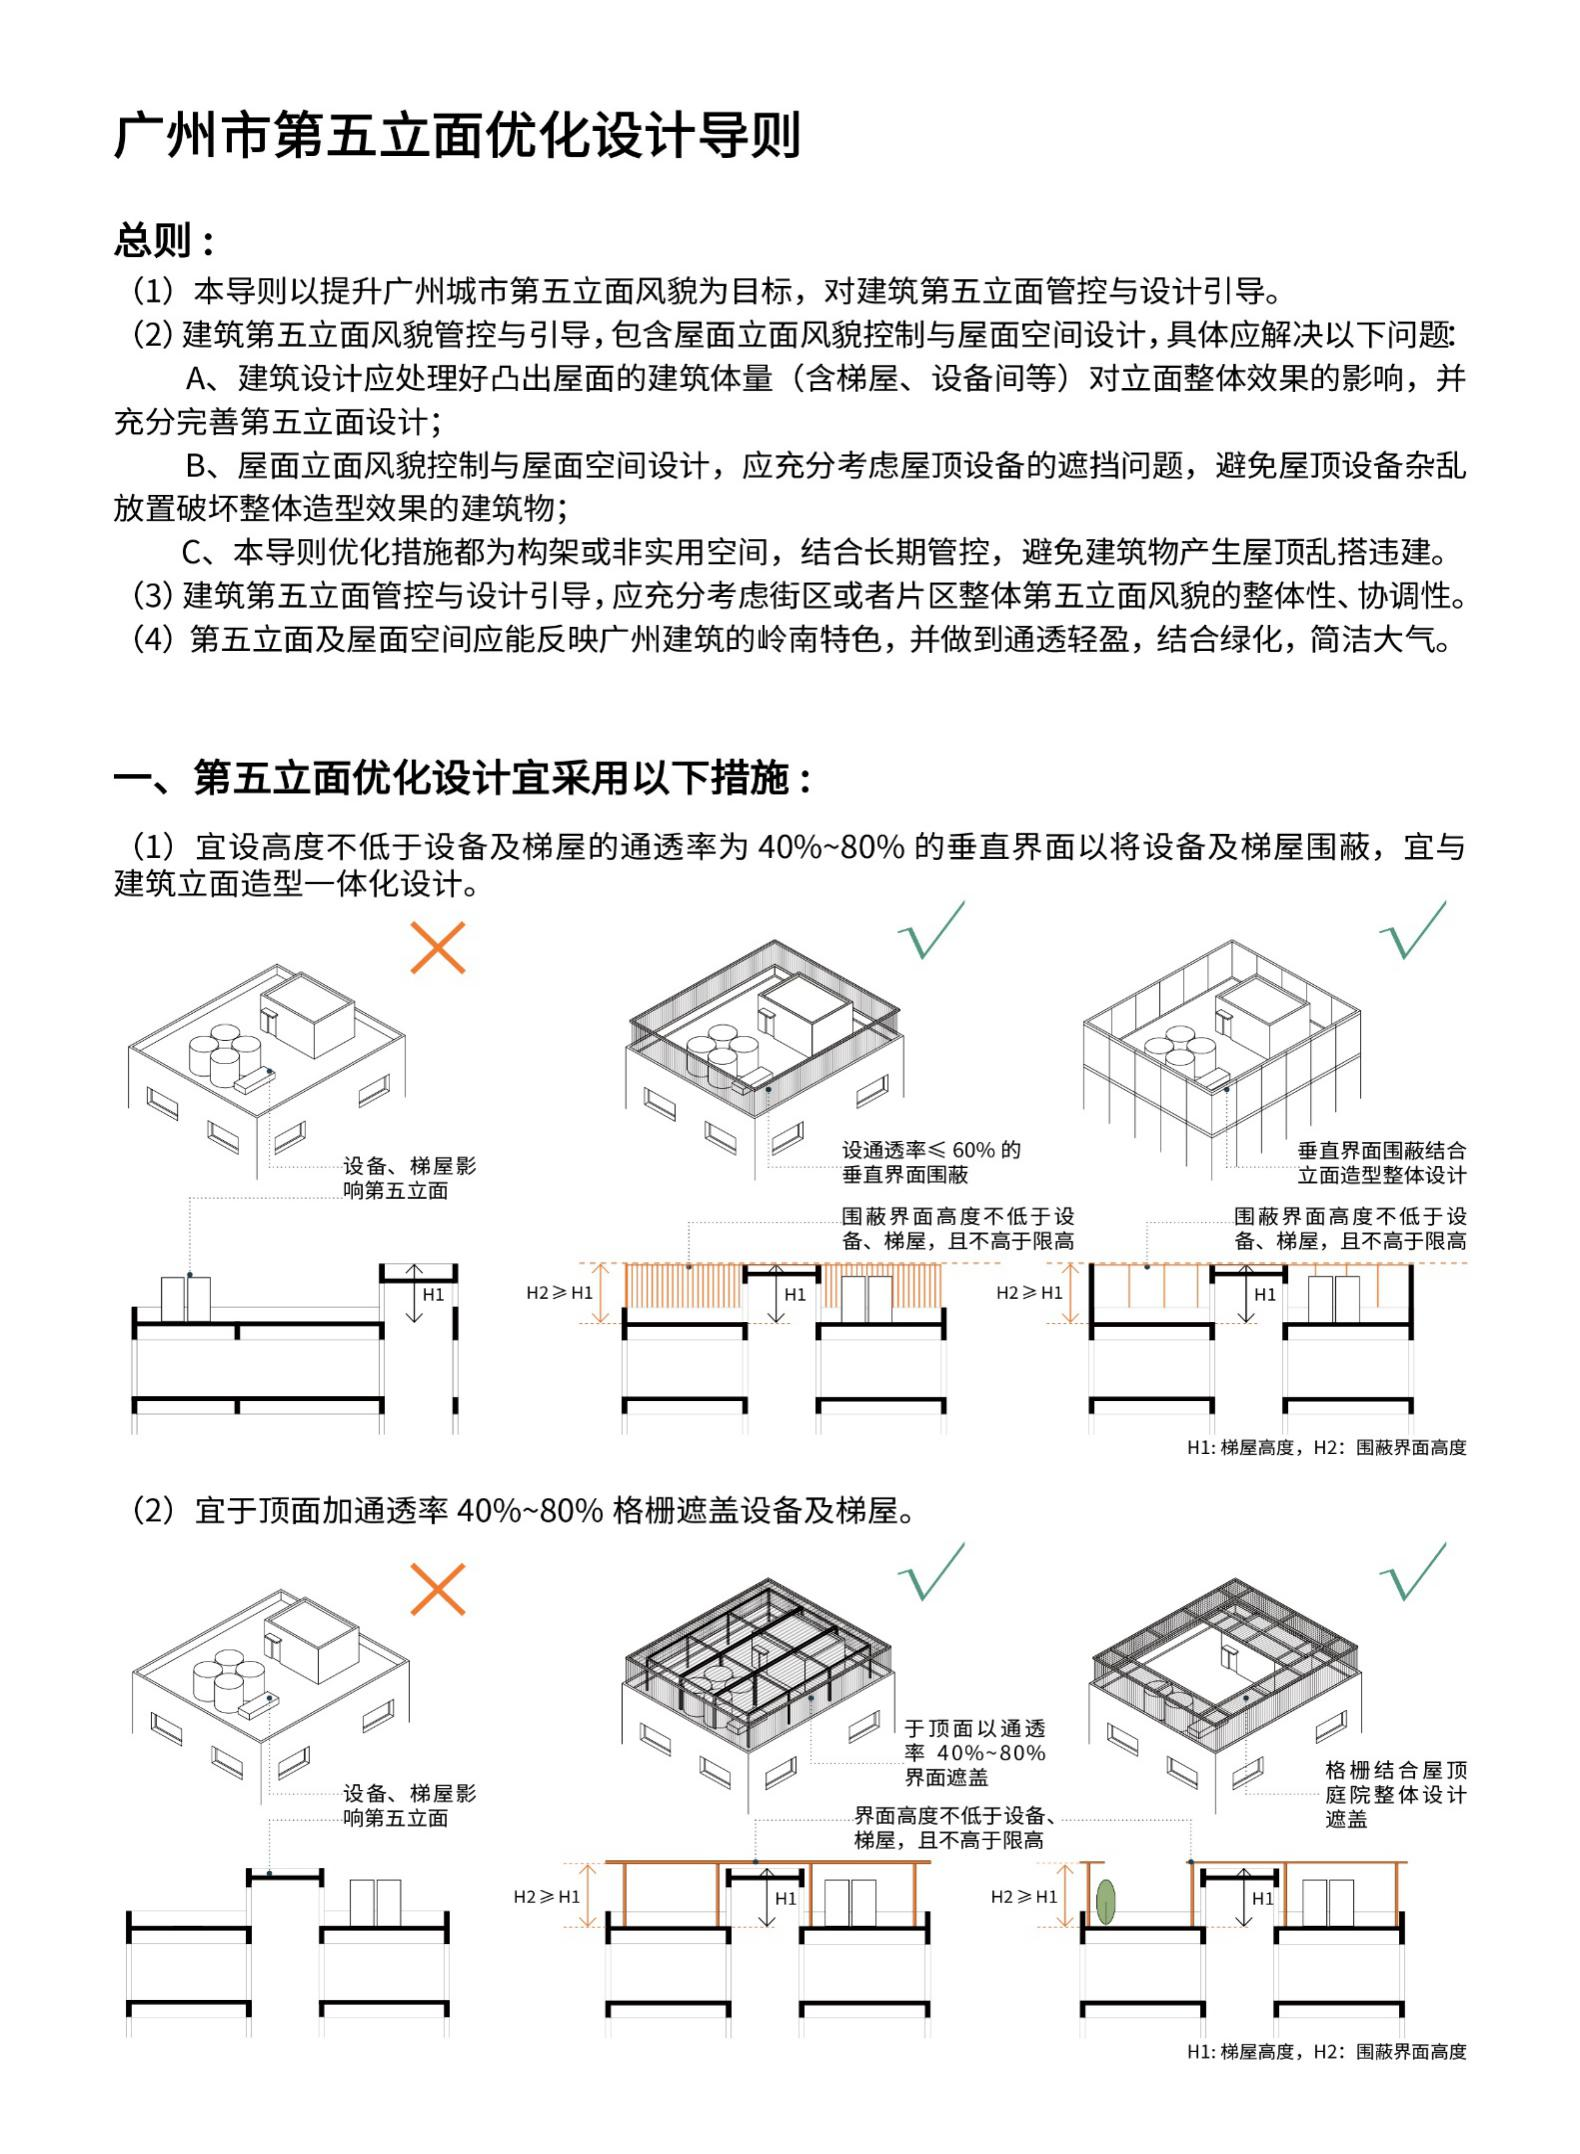 广州市第五立面优化设计导则
总则：
（1）本导则以提升广州城市第五立面风貌为目标，对建筑第五立面管控与设计引导。
（2）建筑第五立面风貌管控与引导，包含屋面立面风貌控制与屋面空间设计，具体应解决以下问题：
A、建筑设计应处理好凸出屋面的建筑体量（含梯屋、设备间等）对立面整体效果的影响，并
充分完善第五立面设计；
B、屋面立面风貌控制与屋面空间设计，应充分考虑屋顶设备的遮挡问题，避免屋顶设备杂乱
放置破坏整体造型效果的建筑物；
C、本导则优化措施都为构架或非实用空间，结合长期管控，避免建筑物产生屋顶乱搭违建。
（3）建筑第五立面管控与设计引导，应充分考虑街区或者片区整体第五立面风貌的整体性、协调性。
（4）第五立面及屋面空间应能反映广州建筑的岭南特色，并做到通透轻盈，结合绿化，简洁大气。
一、第五立面优化设计宜采用以下措施：
（1）宜设高度不低于设备及梯屋的通透率为 40%~80% 的垂直界面以将设备及梯屋围蔽，宜与
建筑立面造型一体化设计。
设备、梯屋影
响第五立面
设通透率≤ 60% 的
垂直界面围蔽
垂直界面围蔽结合
立面造型整体设计
围蔽界面高度不低于设
备、梯屋，且不高于限高
围蔽界面高度不低于设
备、梯屋，且不高于限高
H1
H2≥H1
H1
H2≥H1
H1
H1: 梯屋高度，H2：围蔽界面高度
（2）宜于顶面加通透率 40%~80% 格栅遮盖设备及梯屋。
设备、梯屋影
响第五立面
于顶面以通透
率 40%~80%
界面遮盖
格栅结合屋顶
庭院整体设计
遮盖
界面高度不低于设备、
梯屋，且不高于限高
H2≥H1
H1
H2≥H1
H1
H1: 梯屋高度，H2：围蔽界面高度